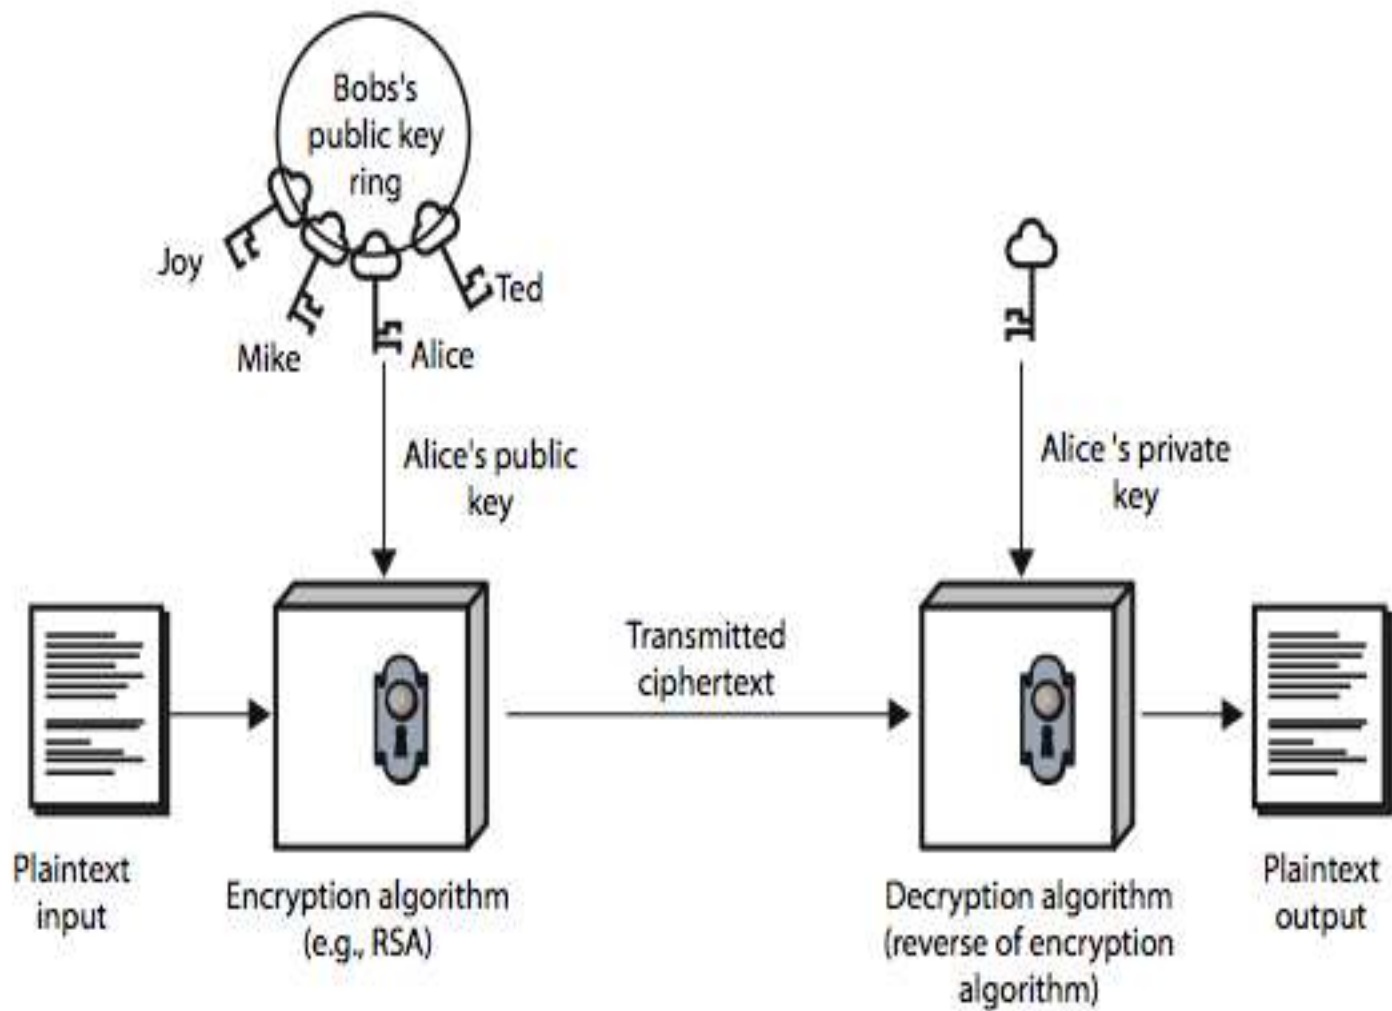 Bobs's
public key
ring
Joy
Ted
Mike
Alice
Alice's public
key
Alice 's private
key
Transmitted
ciphertext
Plaintext
input
Encryption algorithm
(e.g., RSA)
Decryption algorithm
(reverse of encryption
algorithm)
Plaintext
output